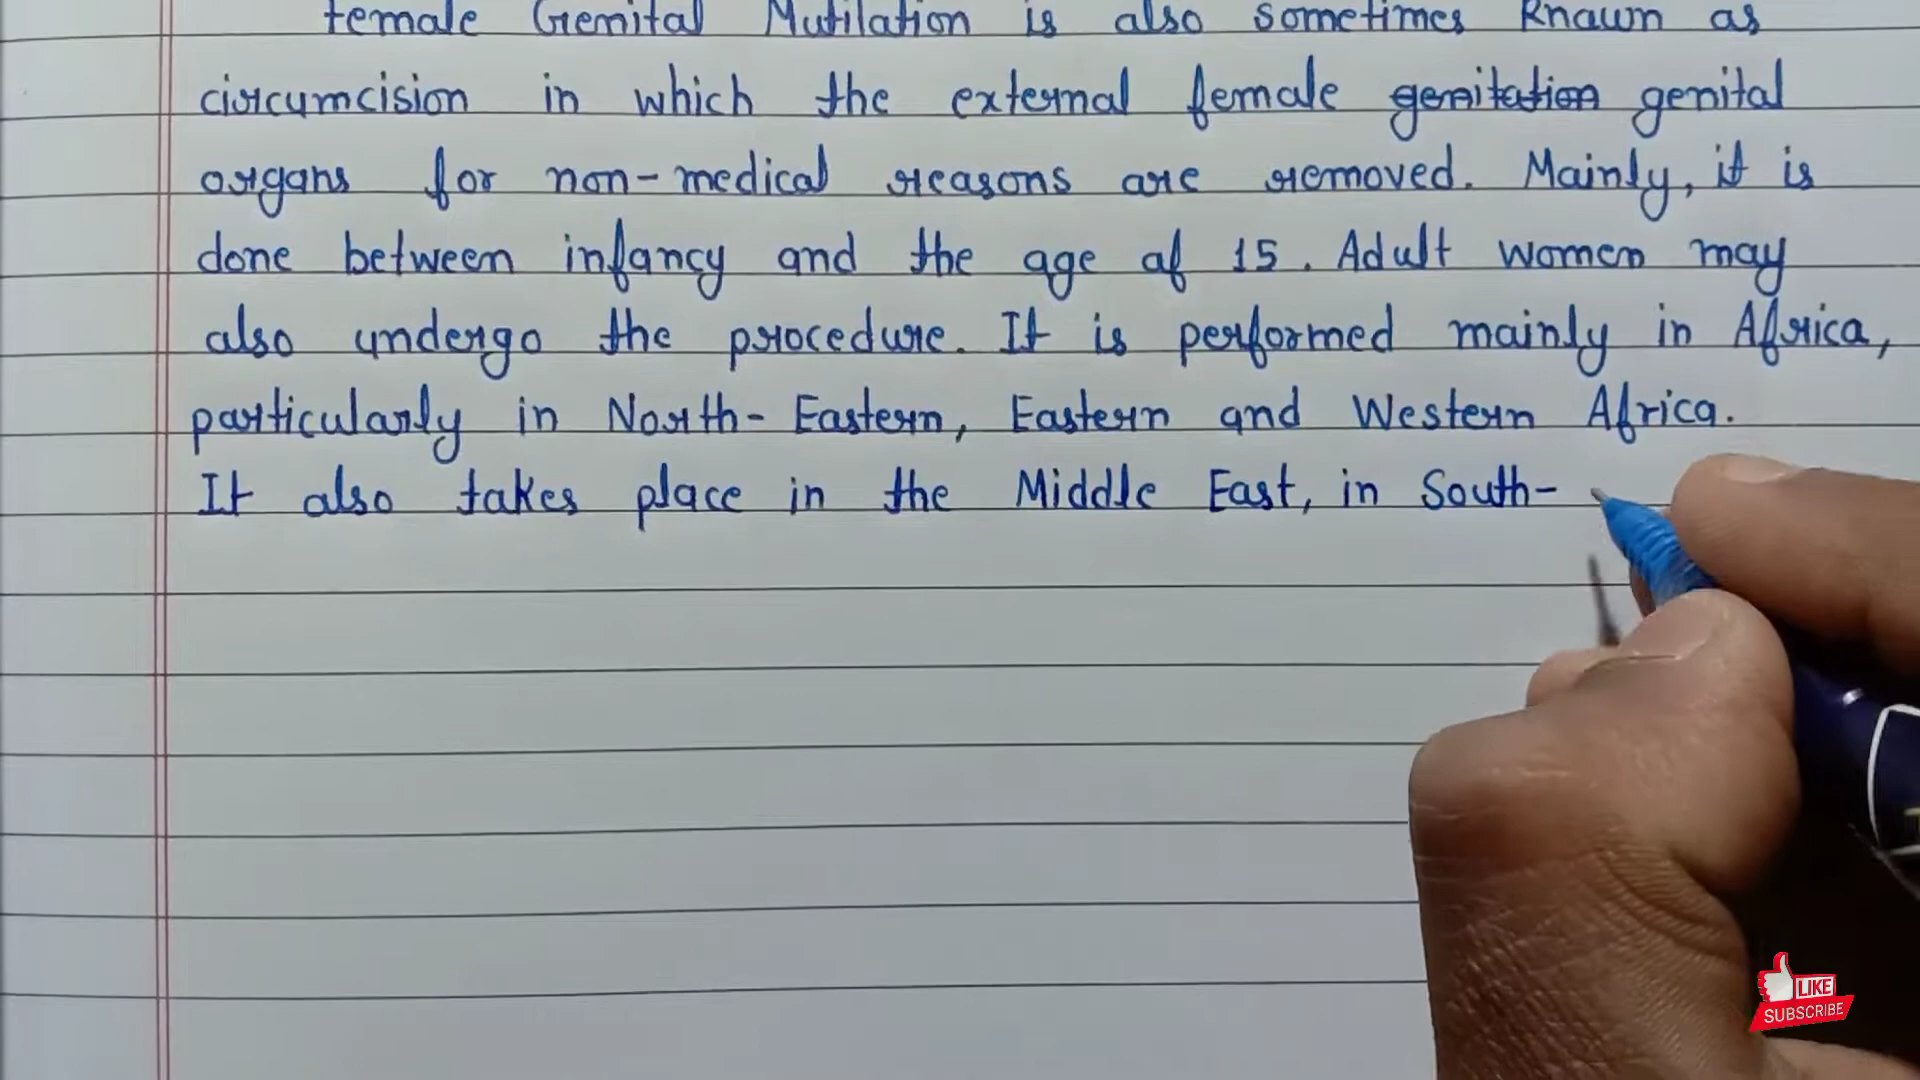 Female Genital Mutilation is also sometimes Known as
circumcision in which the external female genitation genital
organs for non-medical reasons are removed. Mainly, it is
done between infancy and the age of 15. Adult women may
also undergo the procedure. It is performed mainly in Africa,
particularly in North-Eastern, Eastern and Western Africa.
It also takes place in the Middle East, in South-
LIKE
SUBSCRIBE